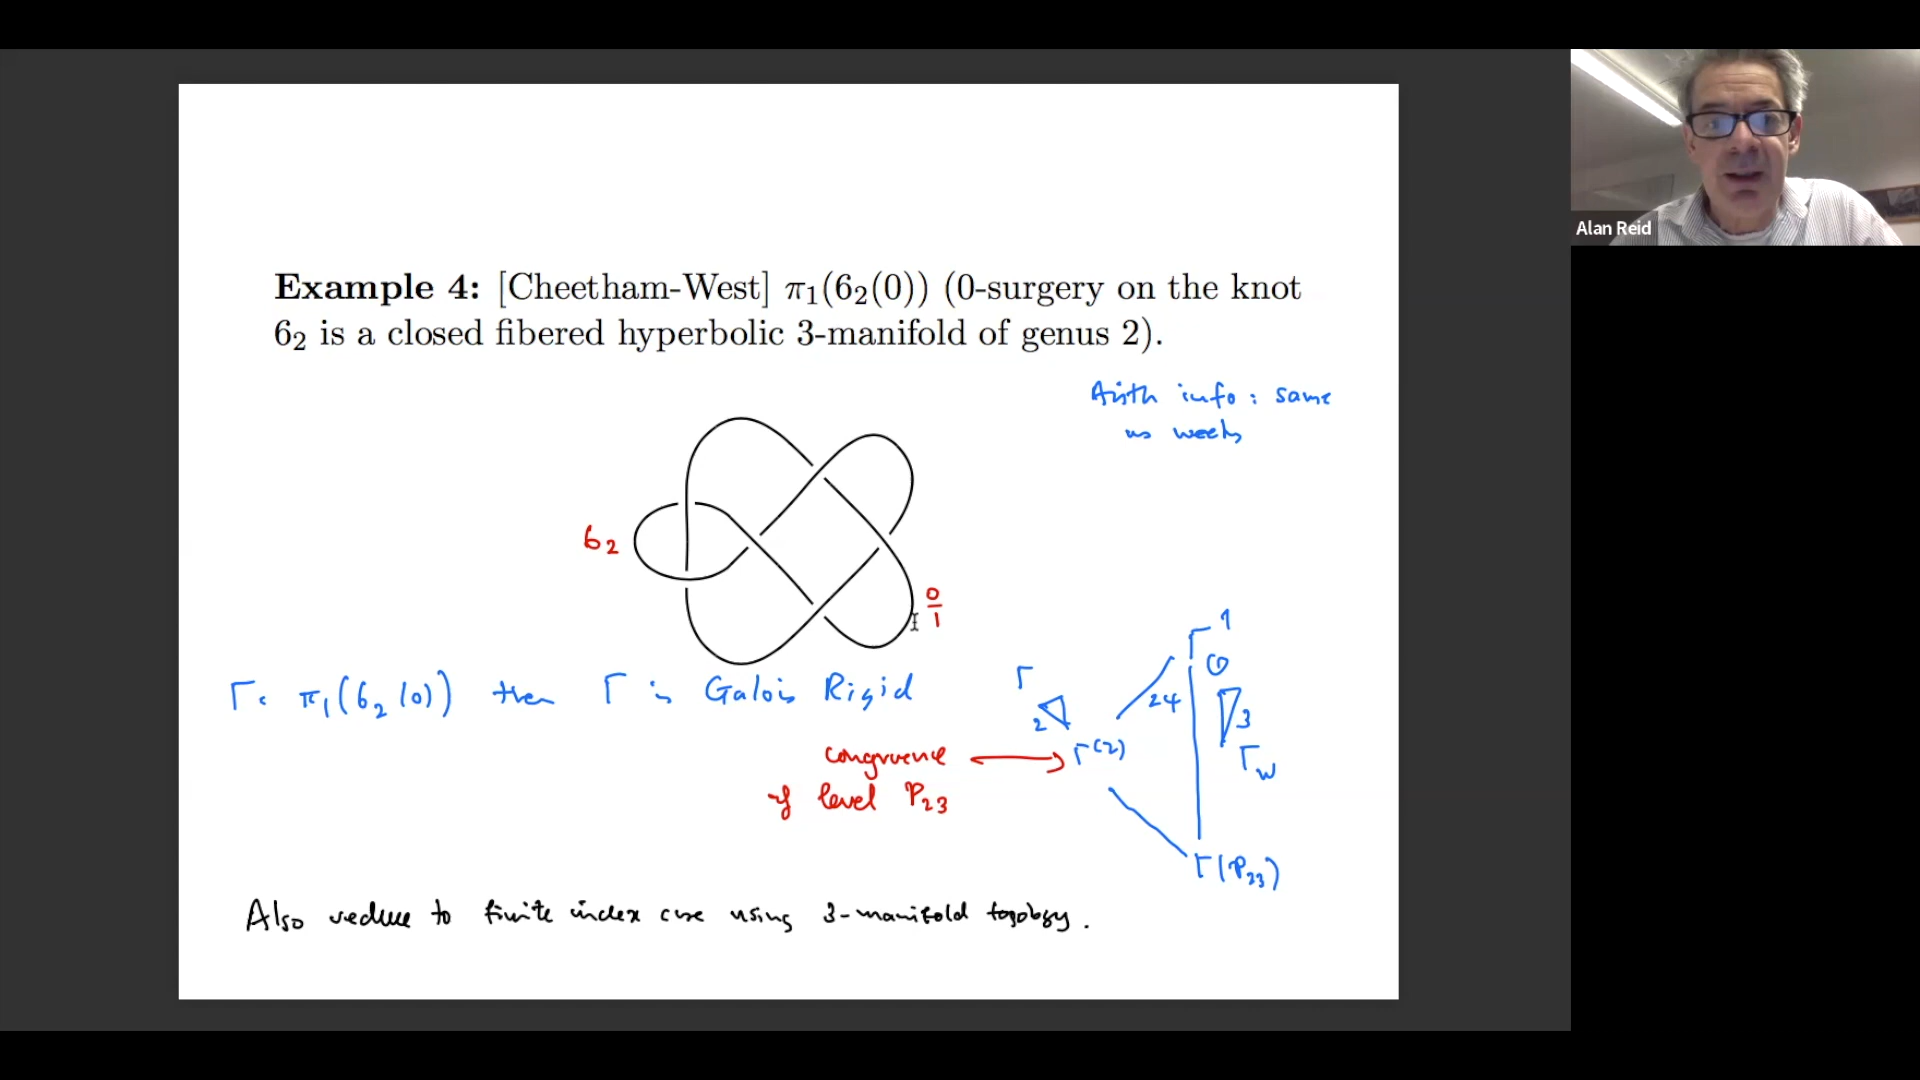 Alan Reid
Example 4: [Cheetham-West] π₁(6₂(0)) (0-surgery on the knot
6₂ is a closed fibered hyperbolic 3-manifold of genus 2).
Arith info: same
as weeks
6₂
0/1
Γ = π₁(6₂(0)) then Γ is Galois Rigid
Γ
2
Γ⁽²⁾
24
Γ¹
O
3
Γ_W
congruence
of level P₂₃
Γ(P₂₃)
Also reduce to finite index case using 3-manifold topology.